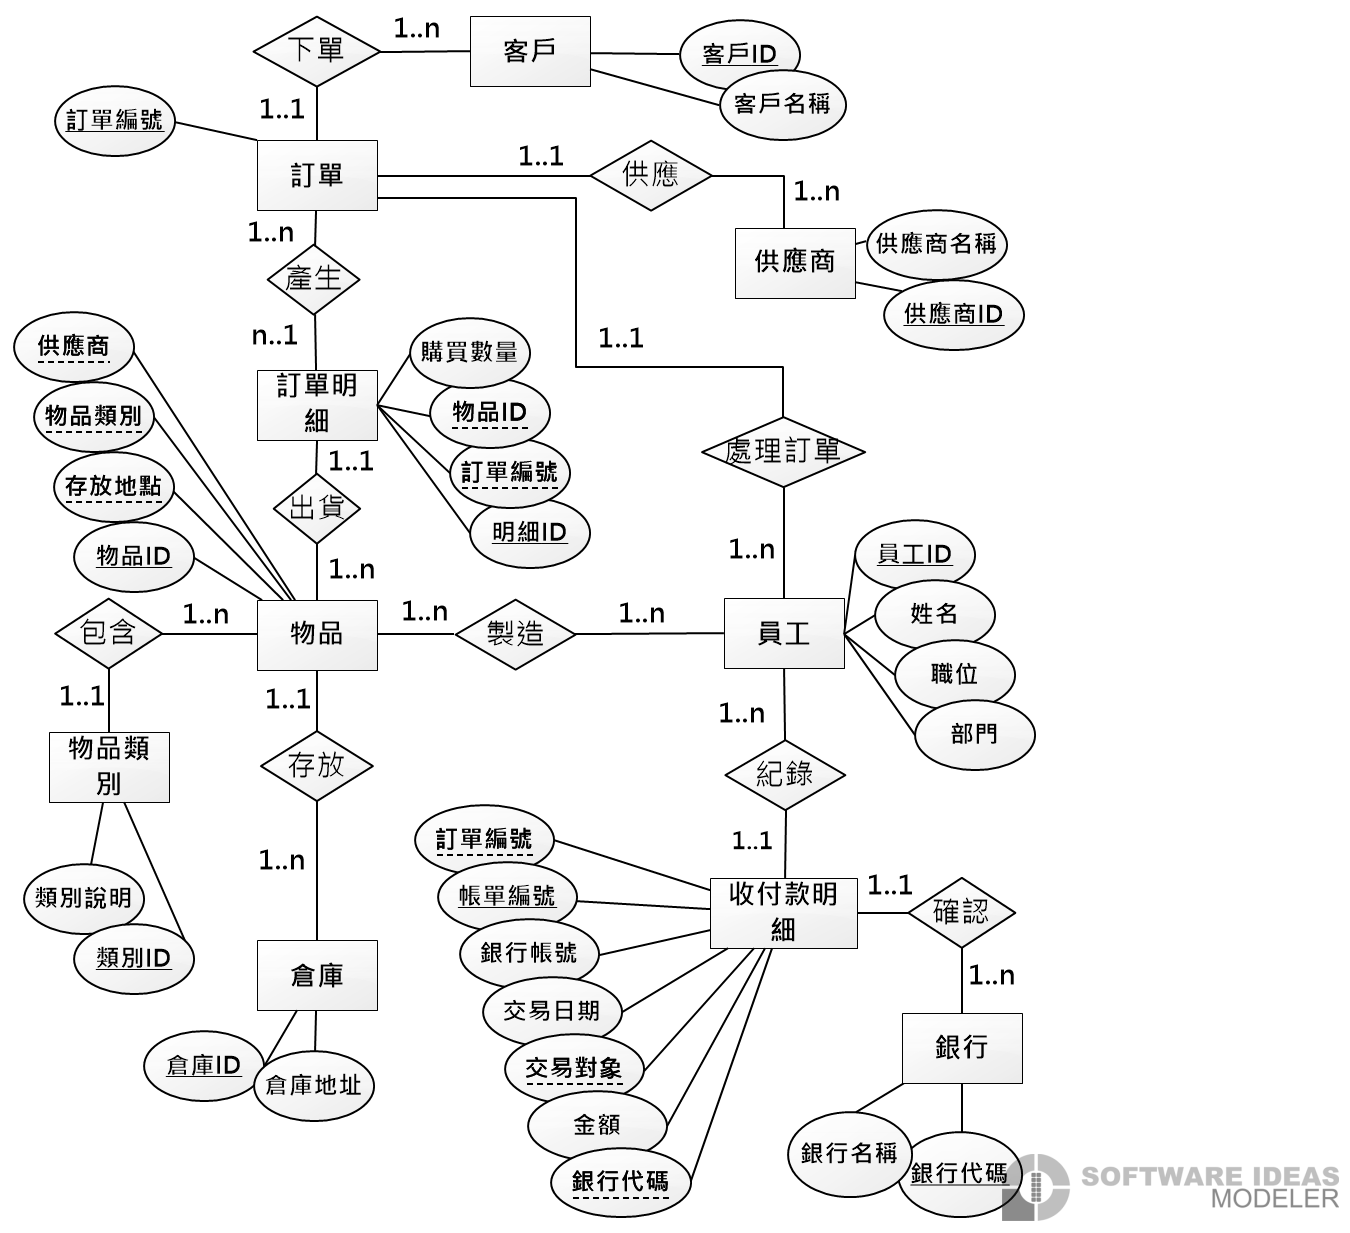 下單
1..n
客戶
客戶ID
客戶名稱
1..1
訂單編號
訂單
1..1
供應
1..n
供應商
供應商名稱
供應商ID
1..n
產生
n..1
1..1
供應商
物品類別
存放地點
物品ID
訂單明
細
購買數量
物品ID
訂單編號
明細ID
1..1
出貨
1..n
處理訂單
1..n
員工ID
姓名
職位
部門
包含
1..n
物品
1..n
製造
1..n
員工
1..1
1..1
1..n
物品類
別
存放
紀錄
1..n
1..1
類別說明
類別ID
訂單編號
帳單編號
銀行帳號
交易日期
交易對象
金額
銀行代碼
收付款明
細
1..1
確認
1..n
倉庫
倉庫ID
倉庫地址
銀行
銀行名稱
銀行代碼
SOFTWARE IDEAS
MODELER